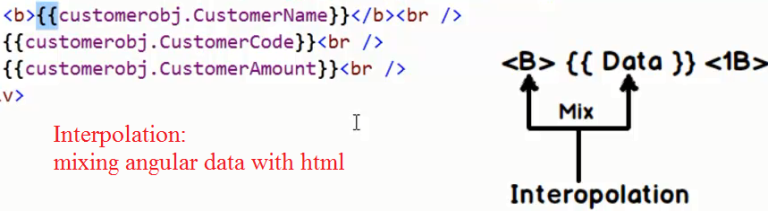 <b>{{customerobj.CustomerName}}</b><br />
{{customerobj.CustomerCode}}<br />
{{customerobj.CustomerAmount}}<br />
v>
Interpolation:
mixing angular data with html
<B> {{ Data }} <1B>
Mix
Interopolation